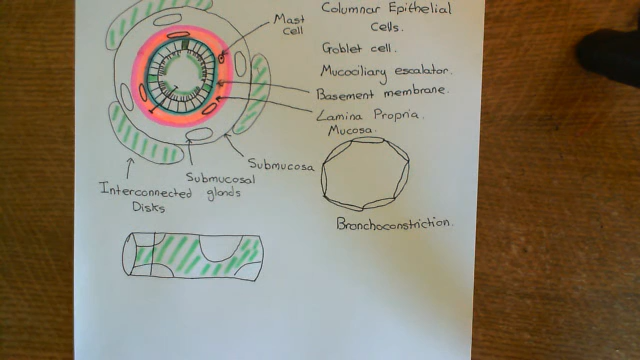 Mast
Cell
Columnar Epithelial
Cells.
Goblet cell.
Mucociliary escalator.
Basement membrane.
Lamina Propria.
Mucosa.
Submucosa
Submucosal
glands
Interconnected
Disks
Bronchoconstriction.